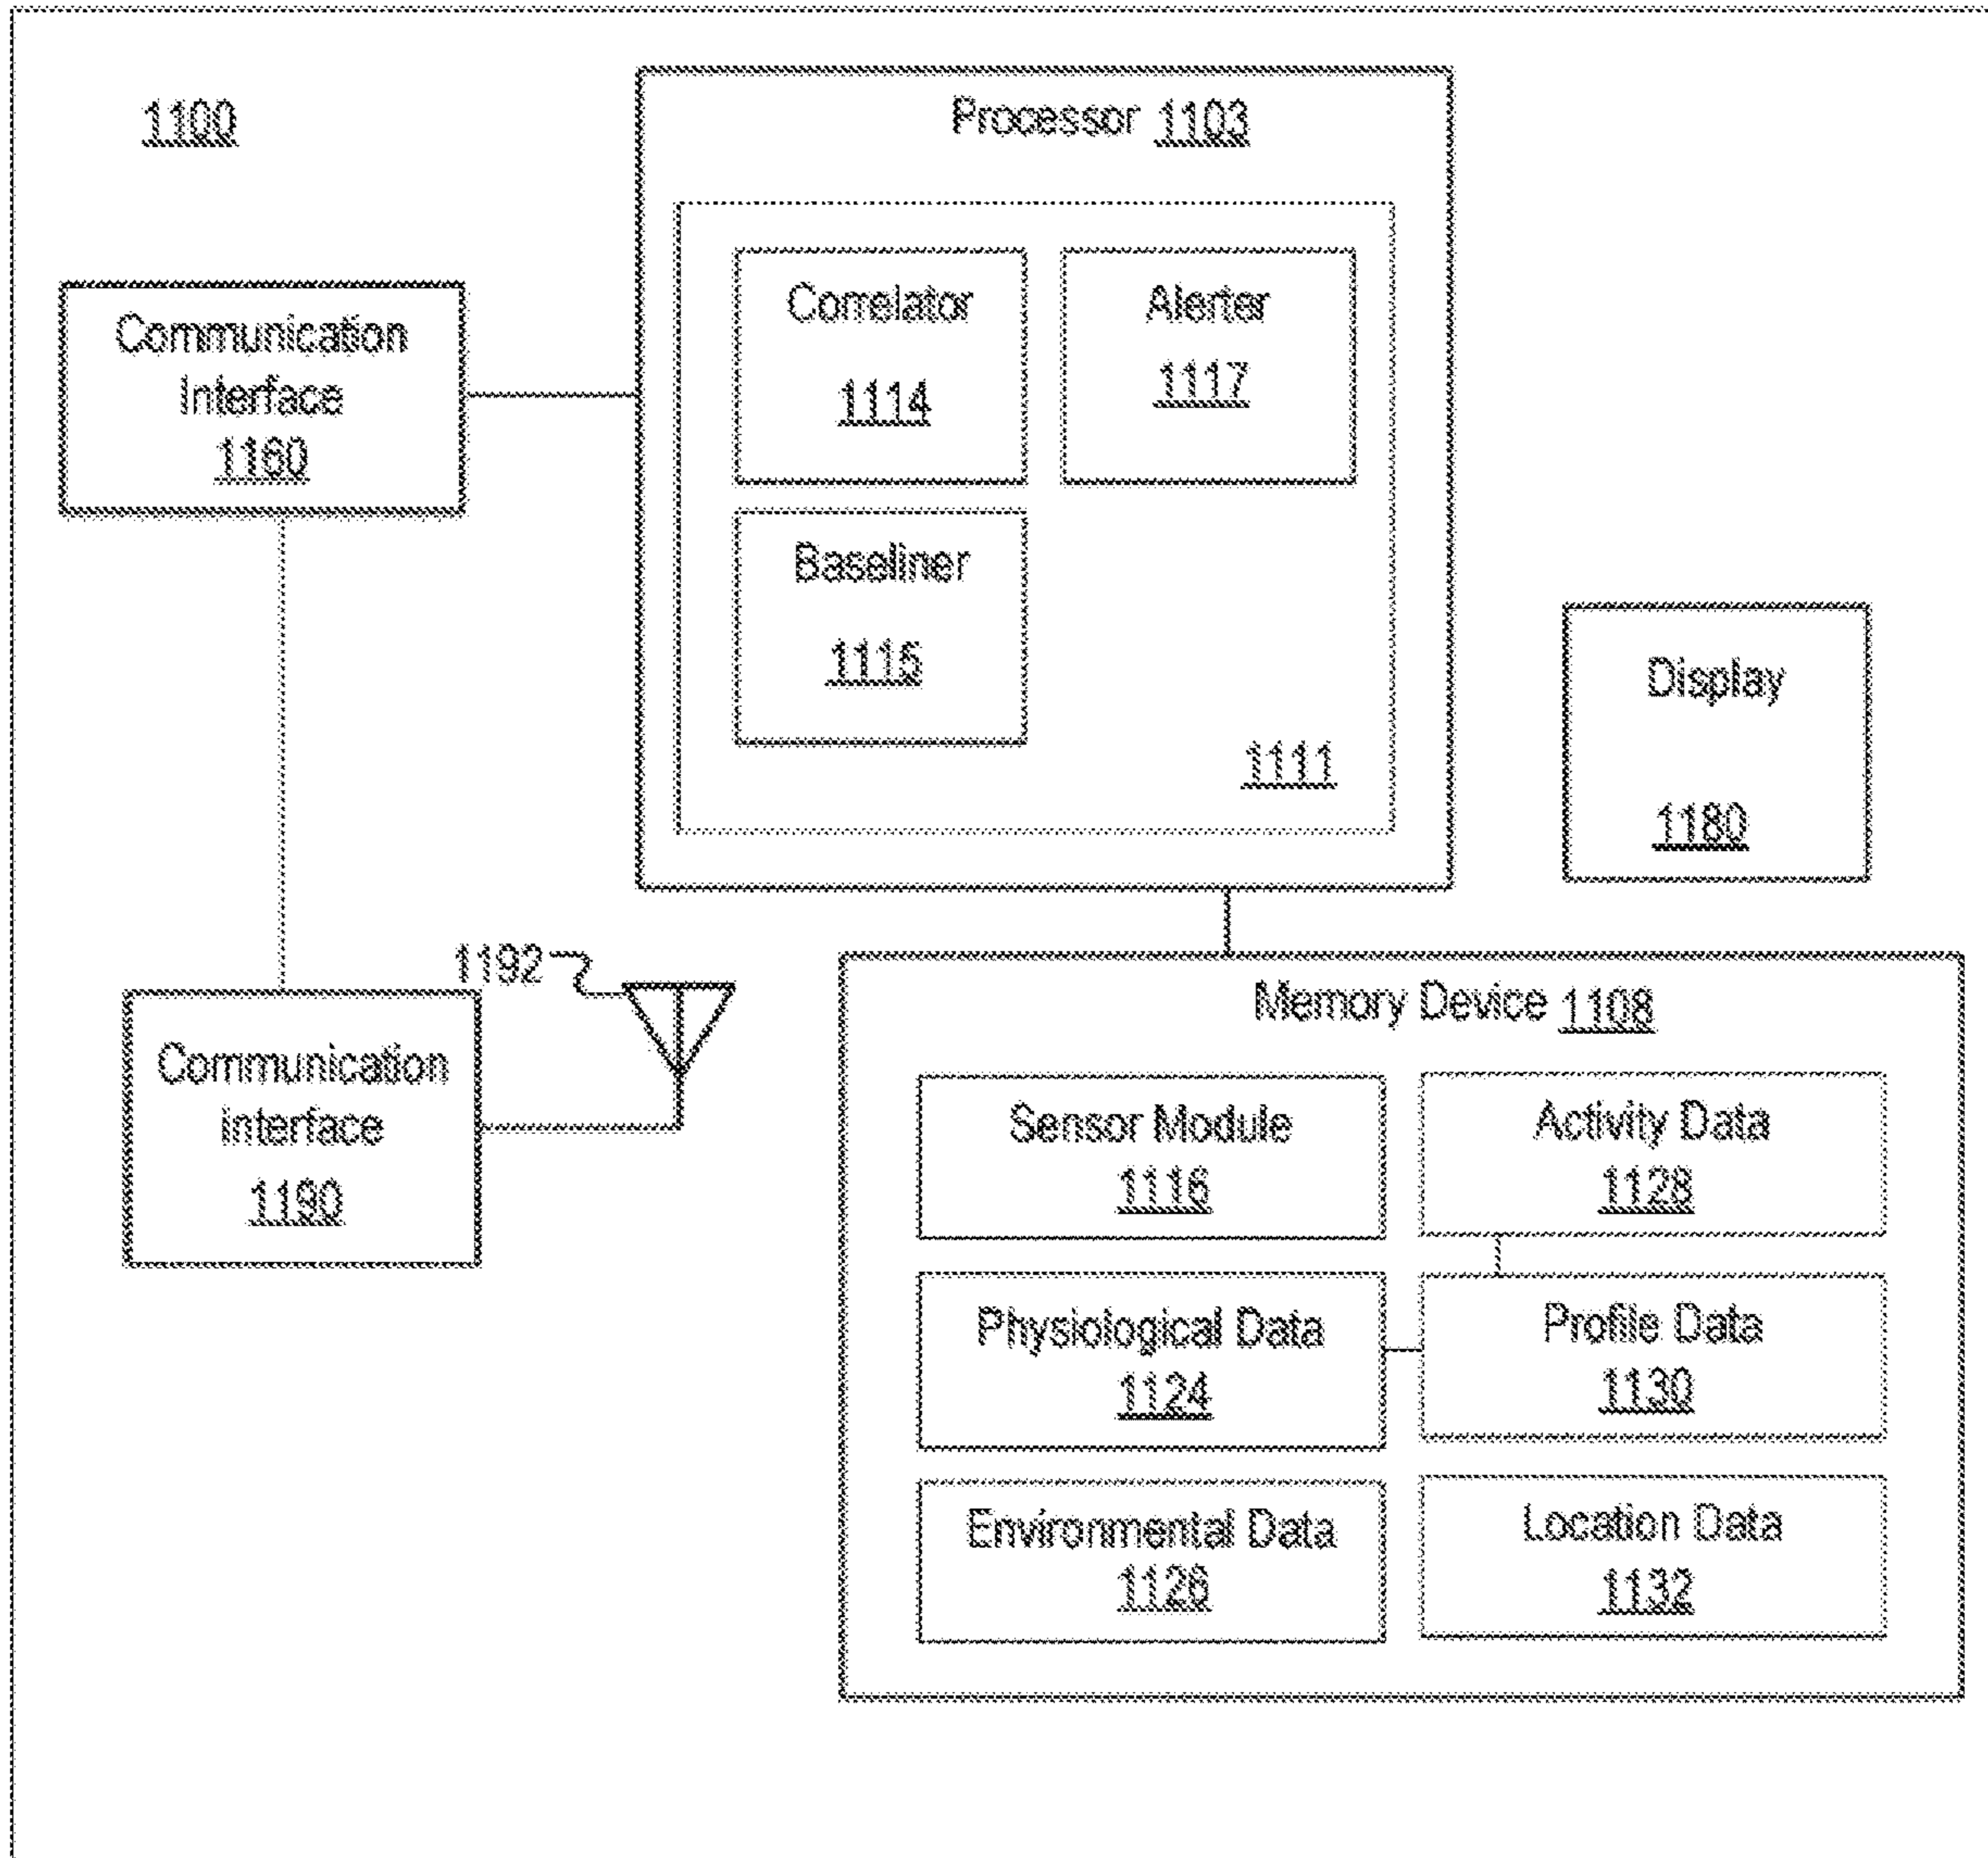 1100
Processor 1103
Correlator
1114
Alerter
1117
Communication
Interface
1160
Baseliner
1115
1111
Display
1180
1192
Communication
interface
1190
Memory Device 1108
Sensor Module
1116
Activity Data
1128
Physiological Data
1124
Profile Data
1130
Environmental Data
1126
Location Data
1132